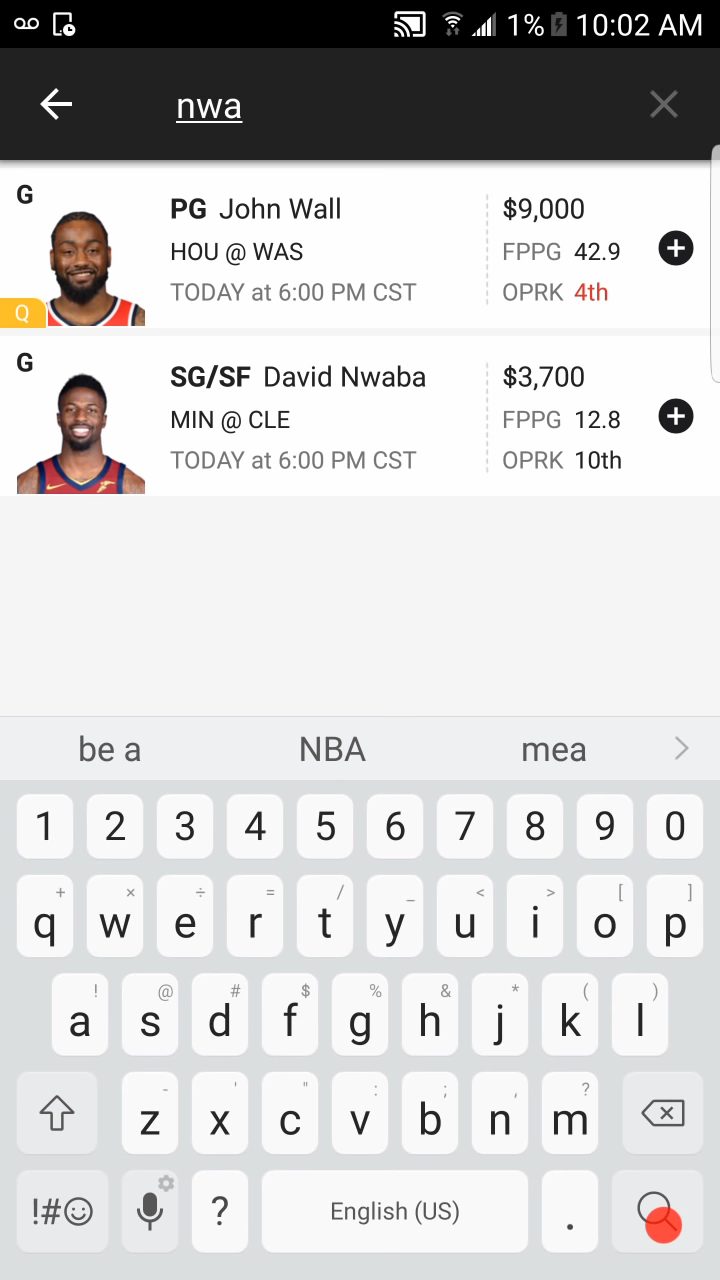 1% 10:02 AM
nwa
G
PG John Wall $9,000
HOU @ WAS FPPG 42.9
TODAY at 6:00 PM CST OPRK 4th
Q
G
SG/SF David Nwaba $3,700
MIN @ CLE FPPG 12.8
TODAY at 6:00 PM CST OPRK 10th
be a NBA mea
1 2 3 4 5 6 7 8 9 0
+ × ÷ = / _ < > [ ]
q w e r t y u i o p
! @ # $ % & * ( )
a s d f g h j k l
- ' " : ; , ?
z x c v b n m
!#☺ ? English (US) .